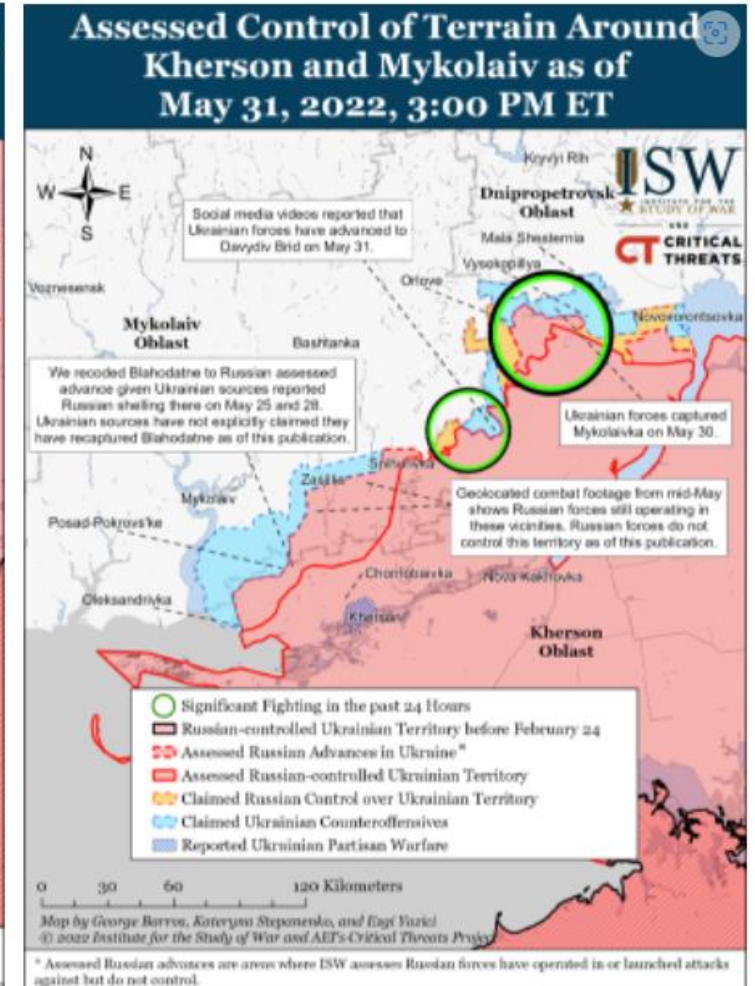 Assessed Control of Terrain Around
Kherson and Mykolaiv as of
May 31, 2022, 3:00 PM ET
N
W E
S
Kryvyi Rih
ISW
INSTITUTE FOR THE
STUDY OF WAR
AND
CT CRITICAL
THREATS
Dnipropetrovsk
Oblast
Social media videos reported that
Ukrainian forces have advanced to
Davydiv Brid on May 31.
Mala Shesternia
Vysokopillya
Orlove
Voznesensk
Mykolaiv
Oblast
Bashtanka
Novovorontsovka
We recoded Blahodatne to Russian assessed
advance given Ukrainian sources reported
Russian shelling there on May 25 and 28.
Ukrainian sources have not explicitly claimed they
have recaptured Blahodatne as of this publication.
Ukrainian forces captured
Mykolaivka on May 30.
Snihurivka
Zasillia
Mykolaiv
Geolocated combat footage from mid-May
shows Russian forces still operating in
these vicinities. Russian forces do not
control this territory as of this publication.
Posad-Pokrovs'ke
Chornobaivka
Nova Kakhovka
Oleksandrivka
Kherson
Kherson
Oblast
Significant Fighting in the past 24 Hours
Russian-controlled Ukrainian Territory before February 24
Assessed Russian Advances in Ukraine*
Assessed Russian-controlled Ukrainian Territory
Claimed Russian Control over Ukrainian Territory
Claimed Ukrainian Counteroffensives
Reported Ukrainian Partisan Warfare
0 30 60 120 Kilometers
Map by George Barros, Kateryna Stepanenko, and Ezgi Yazici
© 2022 Institute for the Study of War and AEI's Critical Threats Project
* Assessed Russian advances are areas where ISW assesses Russian forces have operated in or launched attacks
against but do not control.